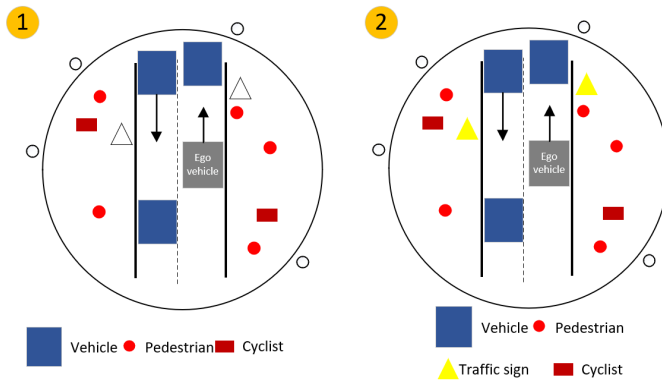 1
2
Ego
vehicle
Ego
vehicle
Vehicle Pedestrian Cyclist
Vehicle Pedestrian
Traffic sign Cyclist